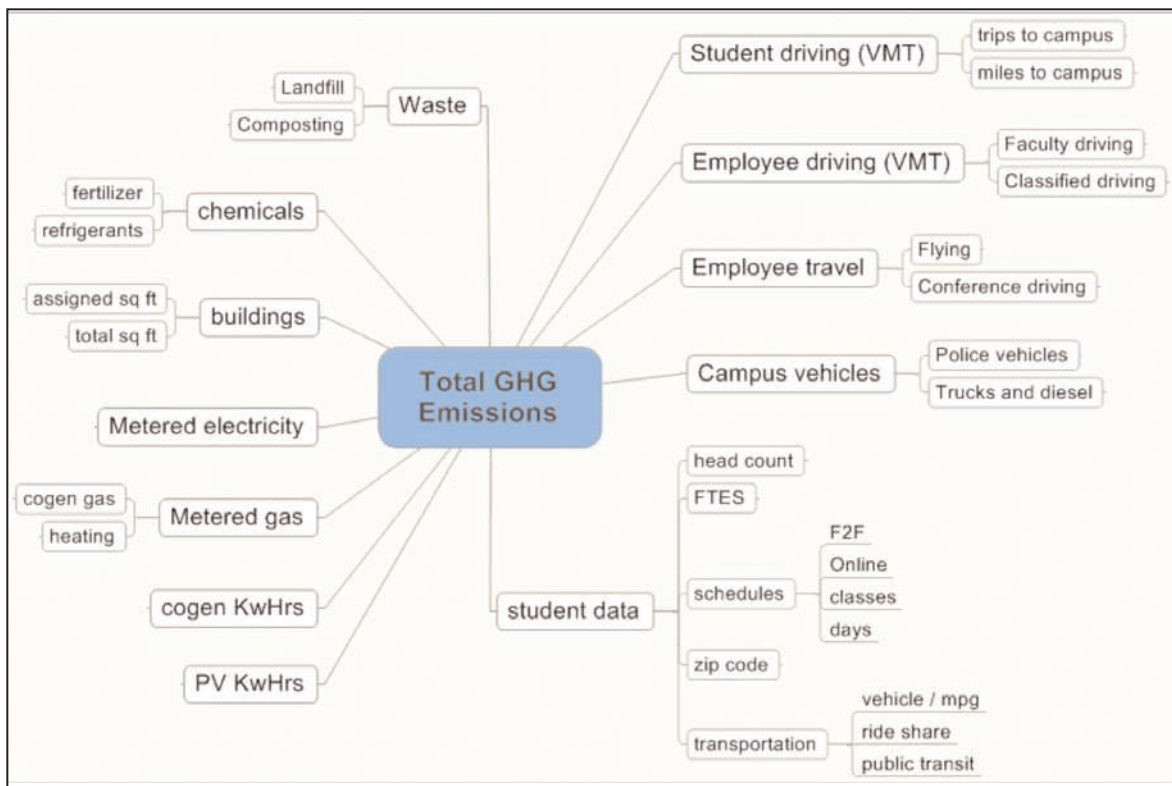 Student driving (VMT)
trips to campus
miles to campus
Landfill
Composting
Waste
Employee driving (VMT)
Faculty driving
Classified driving
fertilizer
refrigerants
chemicals
Employee travel
Flying
Conference driving
assigned sq ft
total sq ft
buildings
Total GHG
Emissions
Campus vehicles
Police vehicles
Trucks and diesel
Metered electricity
cogen gas
heating
Metered gas
cogen KwHrs
PV KwHrs
student data
head count
FTES
schedules
F2F
Online
classes
days
zip code
transportation
vehicle / mpg
ride share
public transit